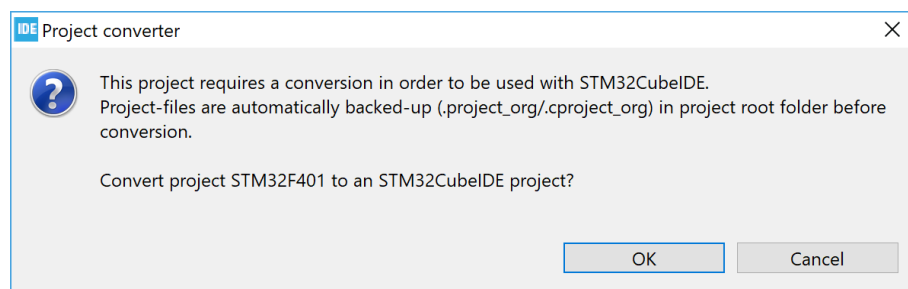 IDE Project converter
This project requires a conversion in order to be used with STM32CubeIDE.
Project-files are automatically backed-up (.project_org/.cproject_org) in project root folder before
conversion.
Convert project STM32F401 to an STM32CubeIDE project?
OK Cancel